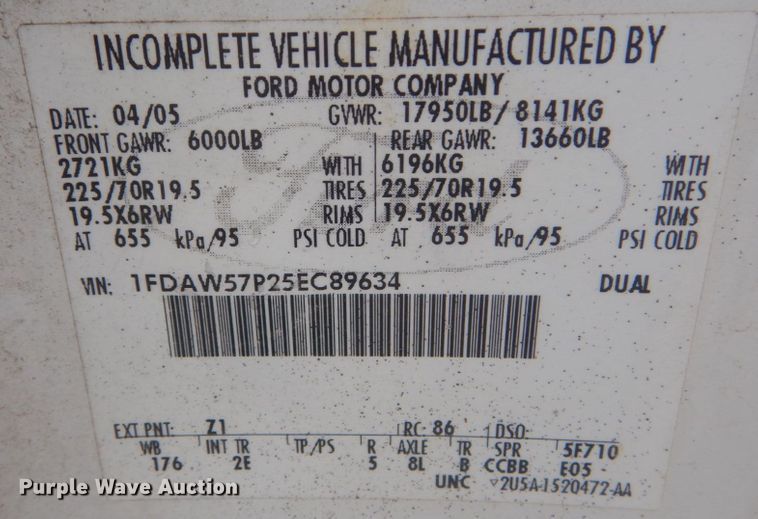 INCOMPLETE VEHICLE MANUFACTURED BY
FORD MOTOR COMPANY
DATE: 04/05 GVWR: 17950LB/ 8141KG
FRONT GAWR: 6000LB REAR GAWR: 13660LB
2721KG WITH 6196KG WITH
225/70R19.5 TIRES 225/70R19.5 TIRES
19.5X6RW RIMS 19.5X6RW RIMS
AT 655 kPa/95 PSI COLD AT 655 kPa/95 PSI COLD
VIN: 1FDAW57P25EC89634 DUAL
EXT PNT: Z1 RC: 86 DSO:
WB INT TR TP/PS R AXLE TR SPR 5F710
176 2E 5 8L B CCBB E05
UNC ▽2U5A-1520472-AA
Purple Wave Auction